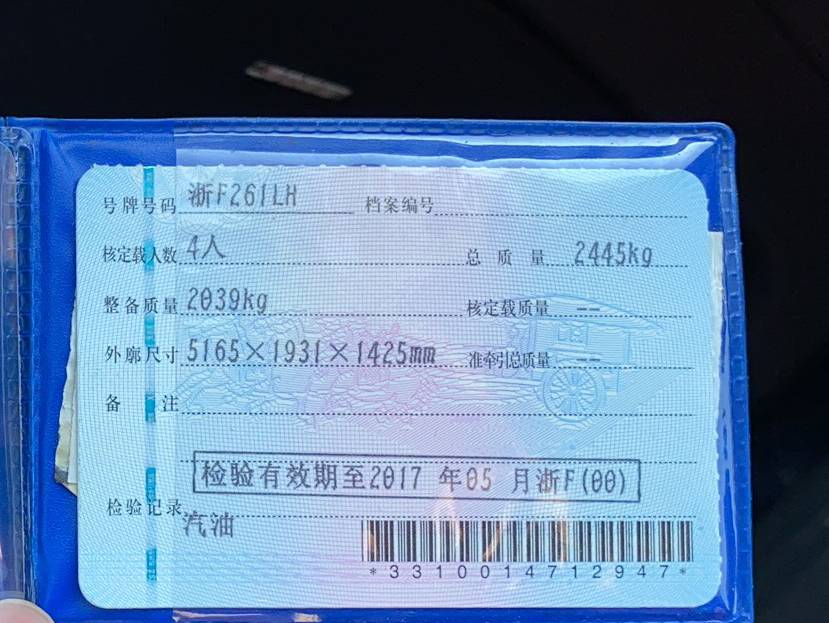 号牌号码 浙F261LH 档案编号
核定载人数 4人 总质量 2445kg
整备质量 2039kg 核定载质量 --
外廓尺寸 5165×1931×1425mm 准牵引总质量 --
备注
检验有效期至2017 年05 月浙F(00)
检验记录
汽油
*3310014712947*